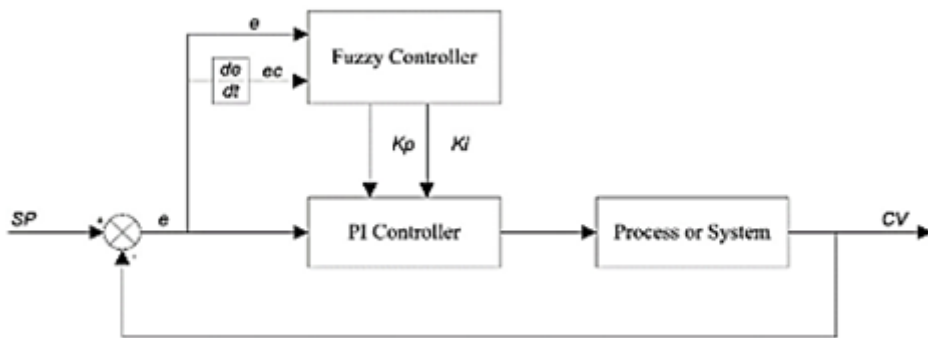 e
Fuzzy Controller
de
dt
ec
Kp
Ki
SP
+
e
PI Controller
Process or System
CV
-